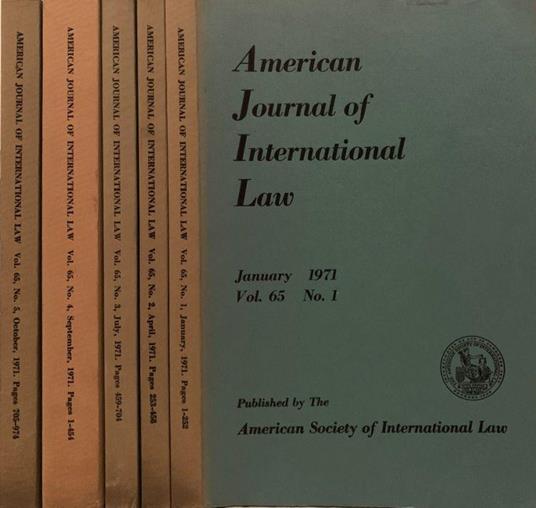 AMERICAN JOURNAL OF INTERNATIONAL LAW Vol. 65, No. 5, October, 1971. Pages 705-974
AMERICAN JOURNAL OF INTERNATIONAL LAW Vol. 65, No. 4, September, 1971. Pages 1-454
AMERICAN JOURNAL OF INTERNATIONAL LAW Vol. 65, No. 3, July, 1971. Pages 459-704
AMERICAN JOURNAL OF INTERNATIONAL LAW Vol. 65, No. 2, April, 1971. Pages 253-458
AMERICAN JOURNAL OF INTERNATIONAL LAW Vol. 65, No. 1, January, 1971. Pages 1-252
American
Journal of
International
Law
January 1971
Vol. 65 No. 1
Published by The
American Society of International Law